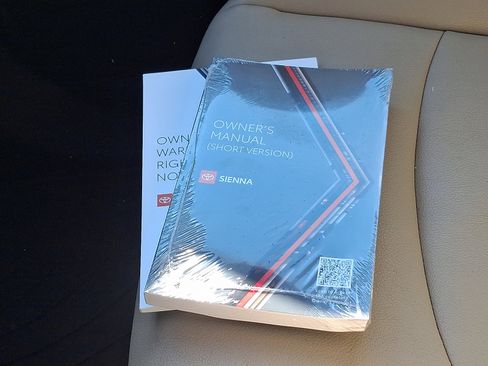 OWNER'S
MANUAL
(SHORT VERSION)
SIENNA
OWN
WAR
RIG
NO